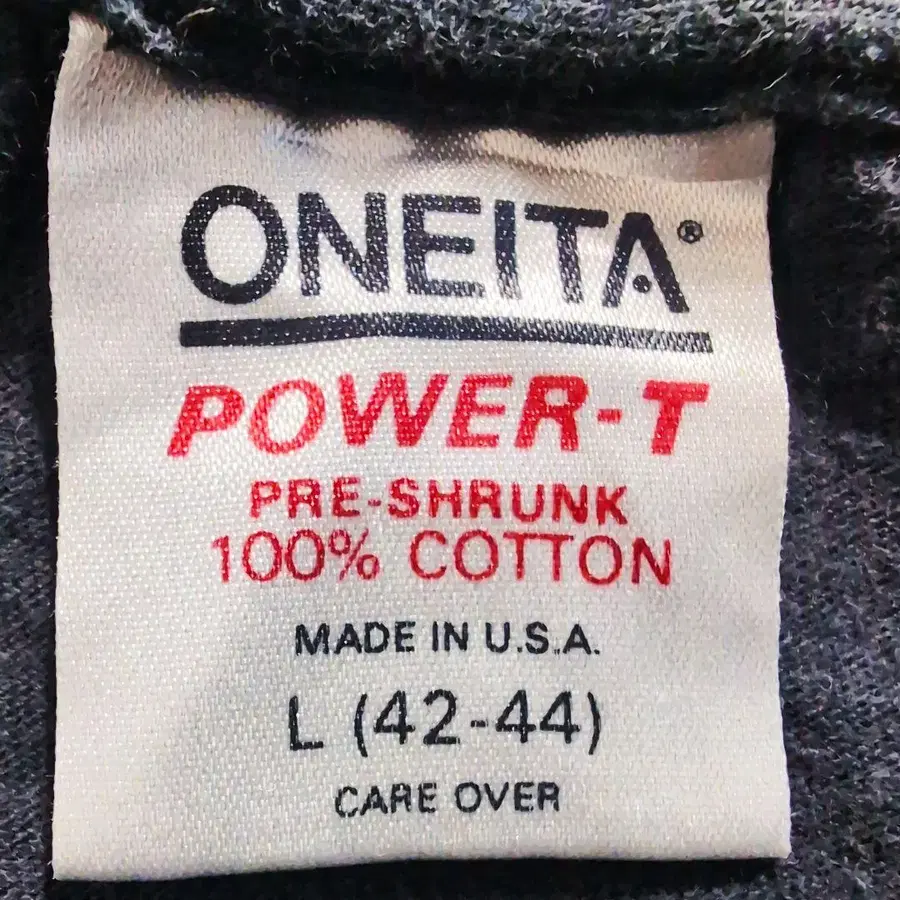 ONEITA®
POWER-T
PRE-SHRUNK
100% COTTON
MADE IN U.S.A.
L (42-44)
CARE OVER